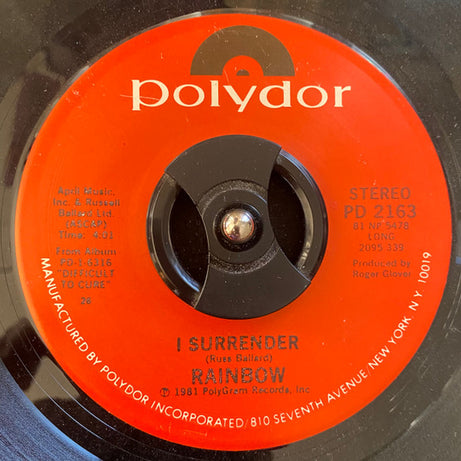 polydor
April Music,
Inc. & Russell
Ballard Ltd.
(ASCAP)
Time: 4:01
From Album
PD-1-6316
"DIFFICULT
TO CURE"
28
STEREO
PD 2163
81 NP 5478
LONG
2095 339
Produced by
Roger Glover
I SURRENDER
(Russ Ballard)
RAINBOW
℗ © 1981 PolyGram Records, Inc.
MANUFACTURED BY POLYDOR INCORPORATED/810 SEVENTH AVENUE, NEW YORK, N.Y. 10019